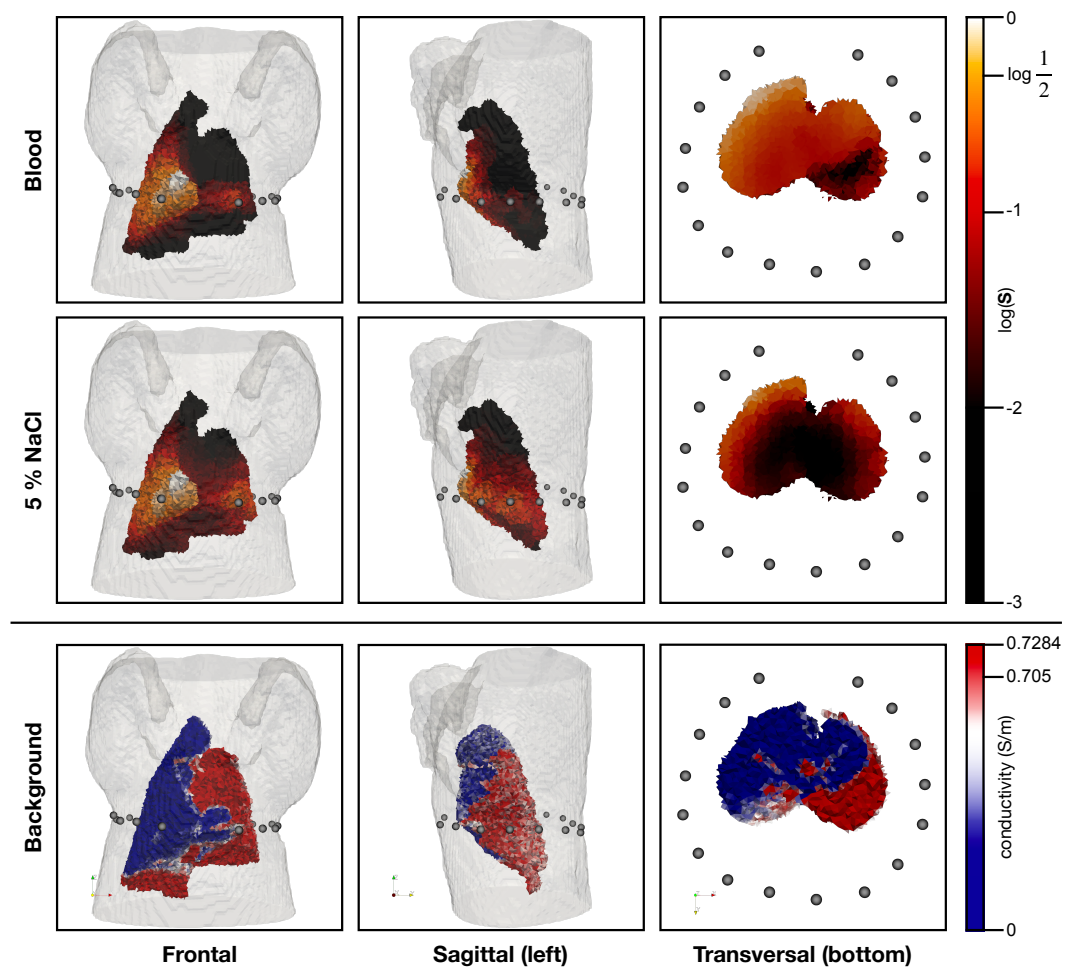 Blood
0
log 1/2
-1
log(S)
-2
-3
5 % NaCl
Background
0.7284
0.705
conductivity (S/m)
0
Frontal
Sagittal (left)
Transversal (bottom)